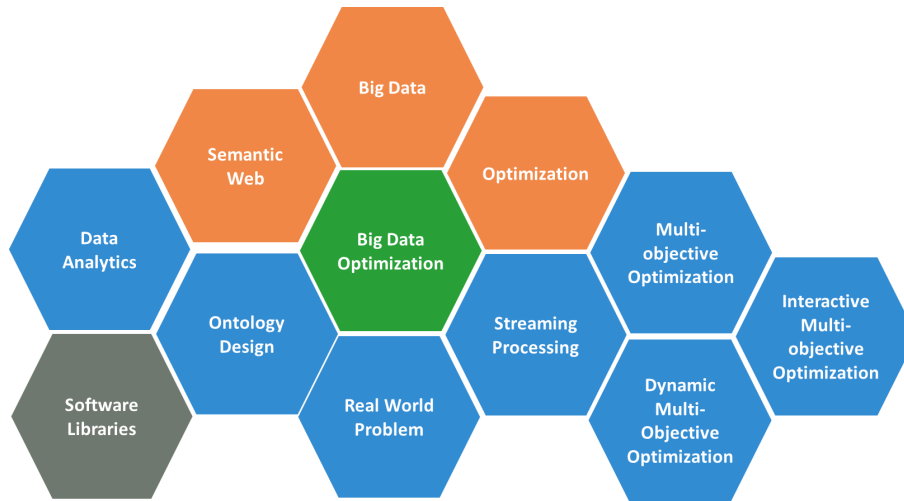 Big Data
Semantic
Web
Optimization
Data
Analytics
Big Data
Optimization
Multi-
objective
Optimization
Ontology
Design
Streaming
Processing
Interactive
Multi-
objective
Optimization
Software
Libraries
Real World
Problem
Dynamic
Multi-
Objective
Optimization